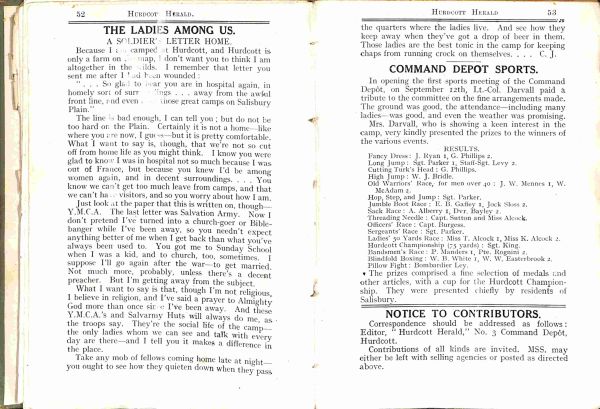 52
HURDCOT HERALD.
THE LADIES AMONG US.
A SOLDIER'S LETTER HOME.
Because I camped at Hurdcott, and Hurdcott is
only a farm on map, I don't want you to think I am
altogether in the wilds. I remember that letter you
sent me after I had been wounded :
". . . So glad to hear you are in hospital again, in
homely sort of surr ings . . . away from the awful
front line, and even those great camps on Salisbury
Plain."
The line is bad enough, I can tell you ; but do not be
too hard on the Plain. Certainly it is not a home—like
where you are now, I guess—but it is pretty comfortable.
What I want to say is, though, that we're not so cut
off from home life as you might think. I know you were
glad to know I was in hospital not so much because I was
out of France, but because you knew I'd be among
women again, and in decent surroundings. . . . You
know we can't get too much leave from camps, and that
we can't ha visitors, and so you worry about how I am.
Just look at the paper that this is written on, though—
Y.M.C.A. The last letter was Salvation Army. Now I
don't pretend I've turned into a church-goer or Bible-
banger while I've been away, so you needn't expect
anything better of me when I get back than what you've
always been used to. You got me to Sunday School
when I was a kid, and to church, too, sometimes. I
suppose I'll go again after the war—to get married.
Not much more, probably, unless there's a decent
preacher. But I'm getting away from the subject.
What I want to say is that, though I'm not religious,
I believe in religion, and I've said a prayer to Almighty
God more than once since I've been away. And these
Y.M.C.A.'s and Salvarmy Huts will always do me, as
the troops say. They're the social life of the camp—
the only ladies whom we can see and talk with every
day are there—and I tell you it makes a difference in
the place.
Take any mob of fellows coming home late at night—
you ought to see how they quieten down when they pass
HURDCOTT HERALD
53
the quarters where the ladies live. And see how they
keep away when they've got a drop of beer in them.
Those ladies are the best tonic in the camp for keeping
chaps from running crock on themselves. . . . C. J.
COMMAND DEPÔT SPORTS.
In opening the first sports meeting of the Command
Depôt, on September 12th, Lt.-Col. Darvall paid a
tribute to the committee on the fine arrangements made.
The ground was good, the attendance—including many
ladies—was good, and even the weather was promising.
Mrs. Darvall, who is showing a keen interest in the
camp, very kindly presented the prizes to the winners of
the various events.
RESULTS.
Fancy Dress : J. Ryan 1, G. Phillips 2.
Long Jump : Sgt. Parker 1, Staff-Sgt. Levy 2.
Cutting Turk's Head : G. Phillips.
High Jump : W. J. Bridle.
Old Warriors' Race, for men over 40 : J. W. Mennes 1, W.
McAdam 2.
Hop, Step, and Jump : Sgt. Parker.
Jumble Boot Race : E. B. Gafley 1, Jock Sloss 2.
Sack Race : A. Alberry 1, Dvr. Bayley 2.
Threading Needle : Capt. Sutton and Miss Alcock.
Officers' Race : Capt. Burgess.
Sergeants' Race : Sgt. Parker.
Ladies' 50 Yards Race : Miss T. Alcock 1, Miss K. Alcock 2.
Hurdcott Championship (75 yards) : Sgt. King.
Bandsmen's Race : P. Manders 1, Pte. Magnini 2.
Blindfold Boxing : W. B. White 1, W. W. Easterbrook 2.
Pillow Fight : Bombardier Ley.
The prizes comprised a fine selection of medals and
other articles, with a cup for the Hurdcott Champion-
ship. They were presented chiefly by residents of
Salisbury.
NOTICE TO CONTRIBUTORS.
Correspondence should be addressed as follows :
Editor, "Hurdcott Herald," No. 3 Command Depôt,
Hurdcott.
Contributions of all kinds are invited. MSS. may
either be left with selling agencies or posted as directed
above.